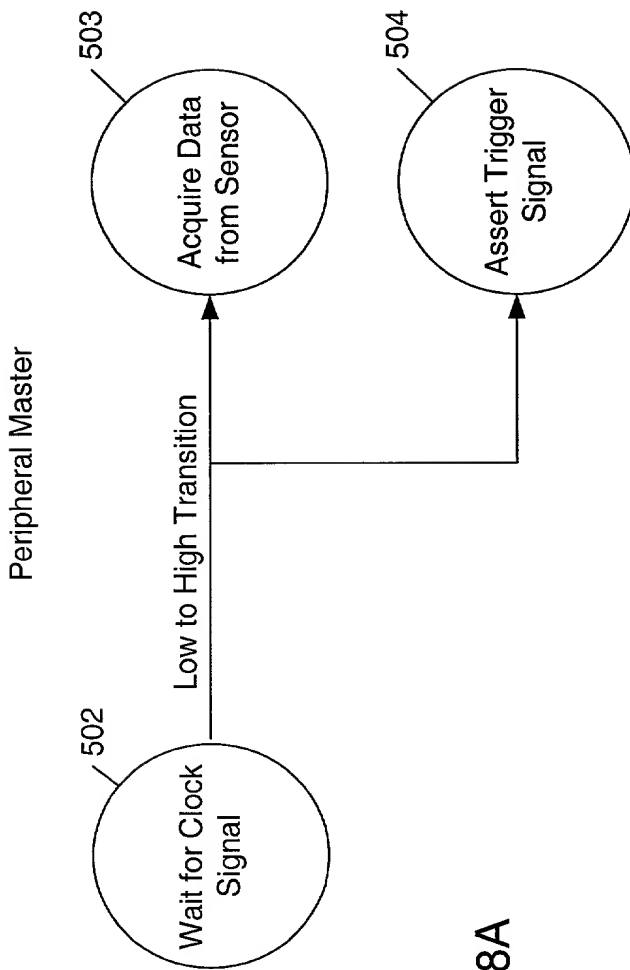 Peripheral Master
502
Wait for Clock
Signal
Low to High Transition
503
Acquire Data
from Sensor
504
Assert Trigger
Signal
8A